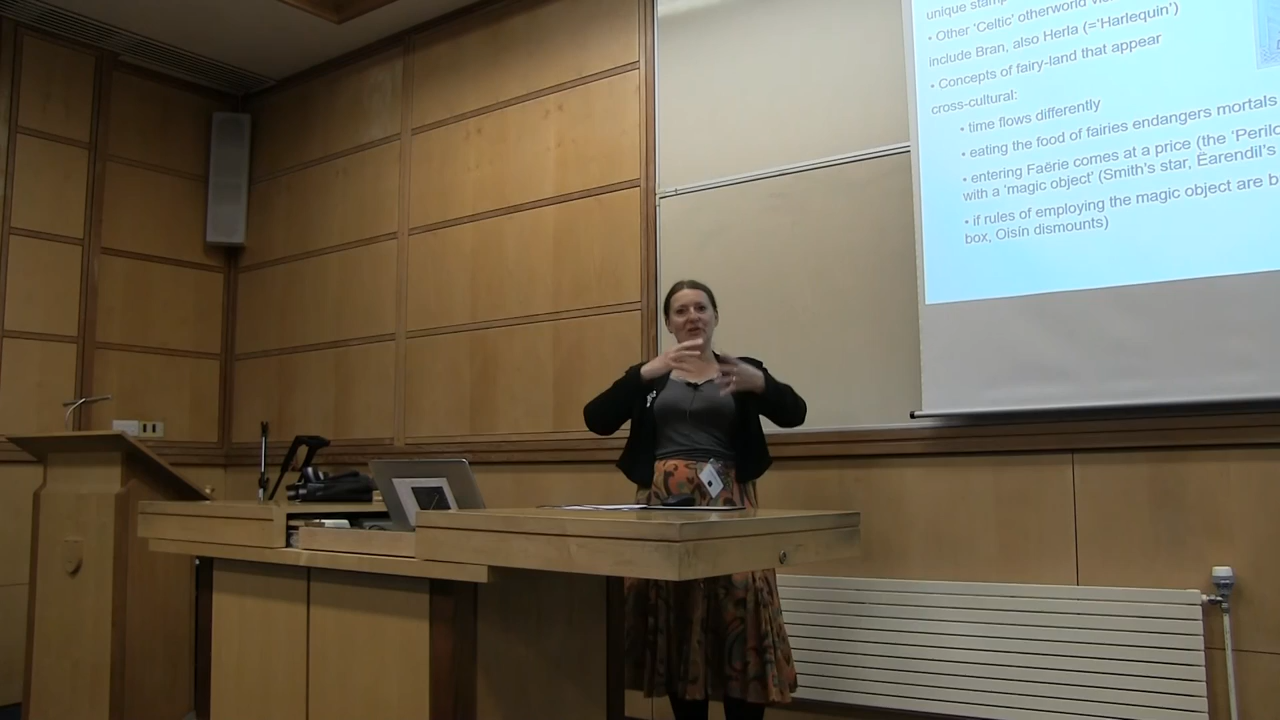 unique stamp
• Other 'Celtic' otherworld
include Bran, also Herla (='Harlequin')
• Concepts of fairy-land that appear
cross-cultural:
• time flows differently
• eating the food of fairies endangers mortals
• entering Faërie comes at a price (the 'Perilo
with a 'magic object' (Smith's star, Ëarendil's
• if rules of employing the magic object are b
box, Oisín dismounts)